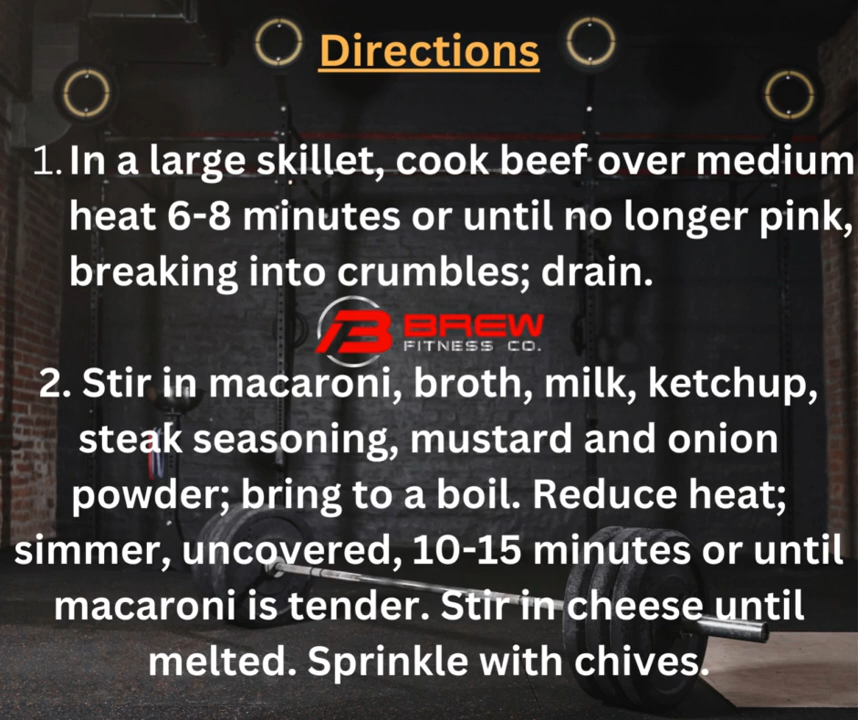 Directions
1. In a large skillet, cook beef over medium
heat 6-8 minutes or until no longer pink,
breaking into crumbles; drain.
B BREW
FITNESS CO.
2. Stir in macaroni, broth, milk, ketchup,
steak seasoning, mustard and onion
powder; bring to a boil. Reduce heat;
simmer, uncovered, 10-15 minutes or until
macaroni is tender. Stir in cheese until
melted. Sprinkle with chives.